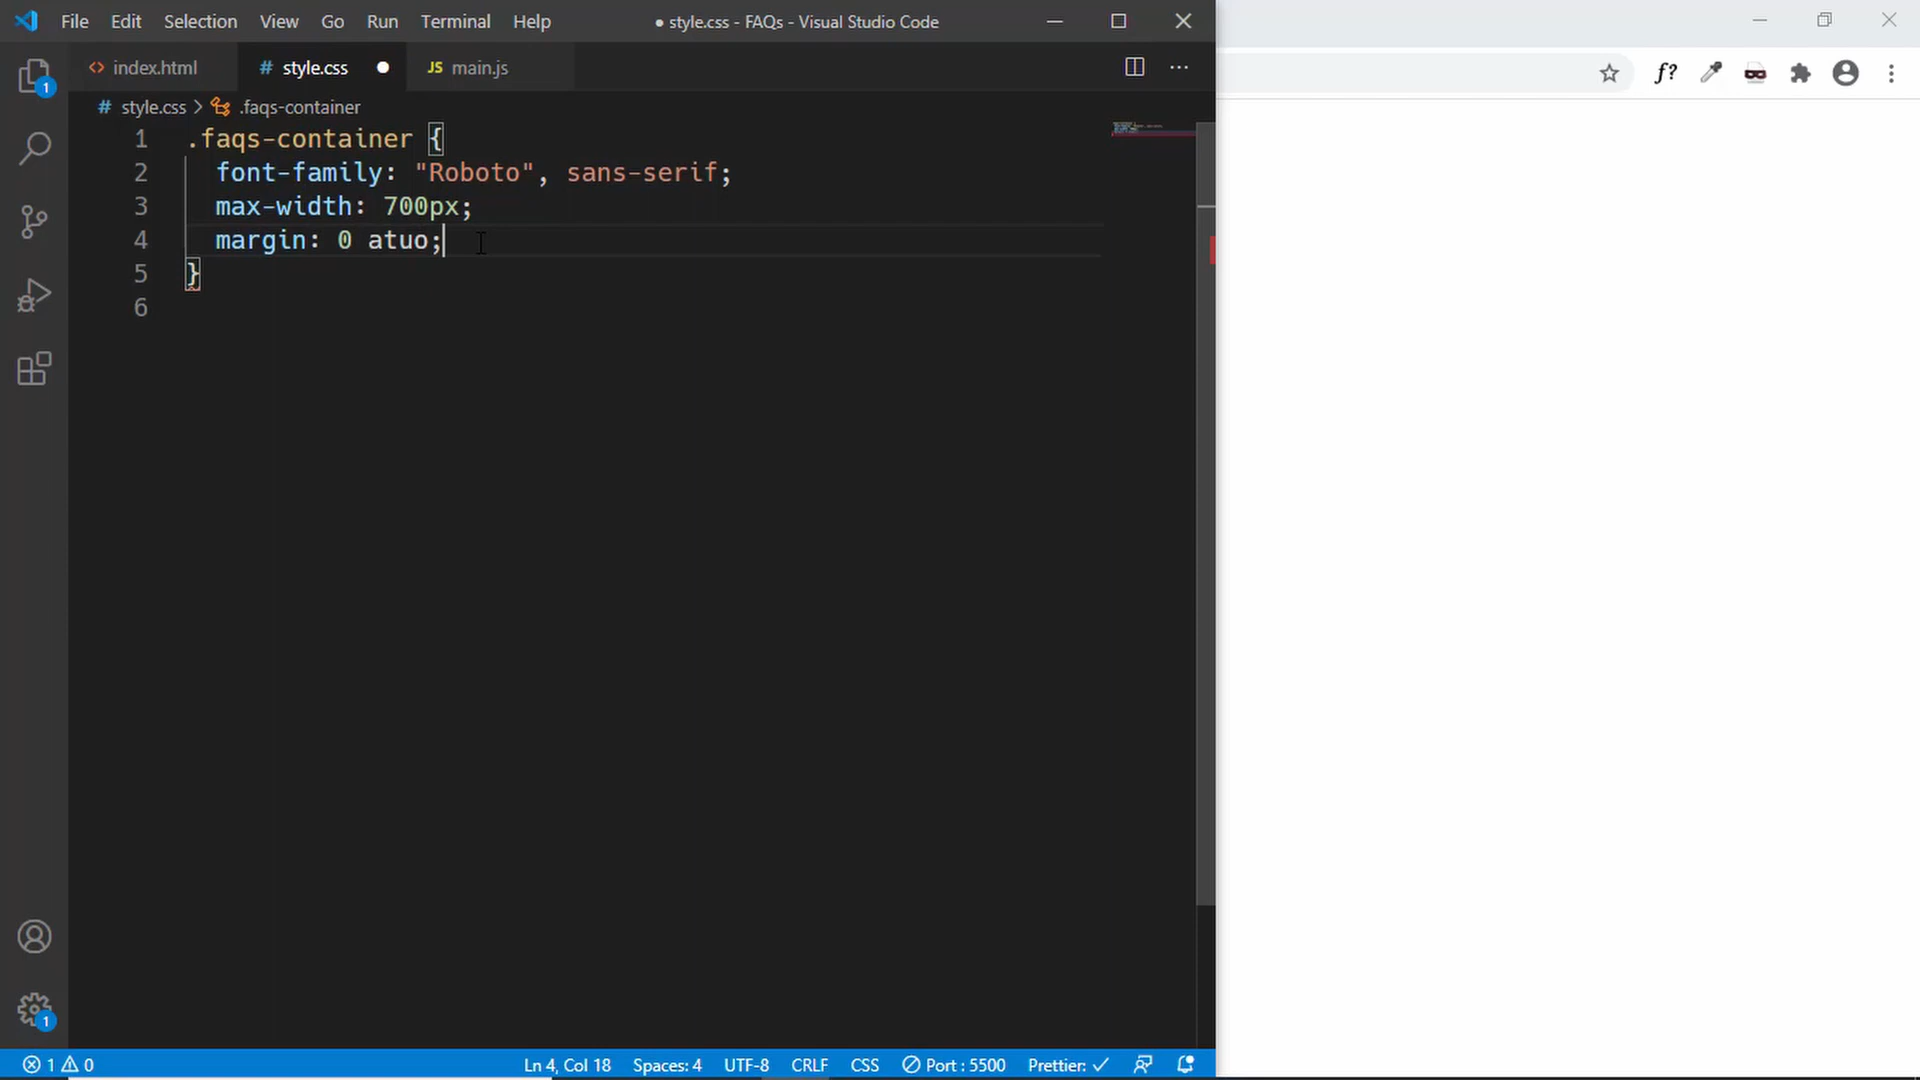 File Edit Selection View Go Run Terminal Help ● style.css - FAQs - Visual Studio Code
<> index.html # style.css ● JS main.js ...
# style.css > .faqs-container
f?
1 .faqs-container {
2 font-family: "Roboto", sans-serif;
3 max-width: 700px;
4 margin: 0 atuo;
5 }
6
1
1
1 0 Ln 4, Col 18 Spaces: 4 UTF-8 CRLF CSS Port : 5500 Prettier: ✓